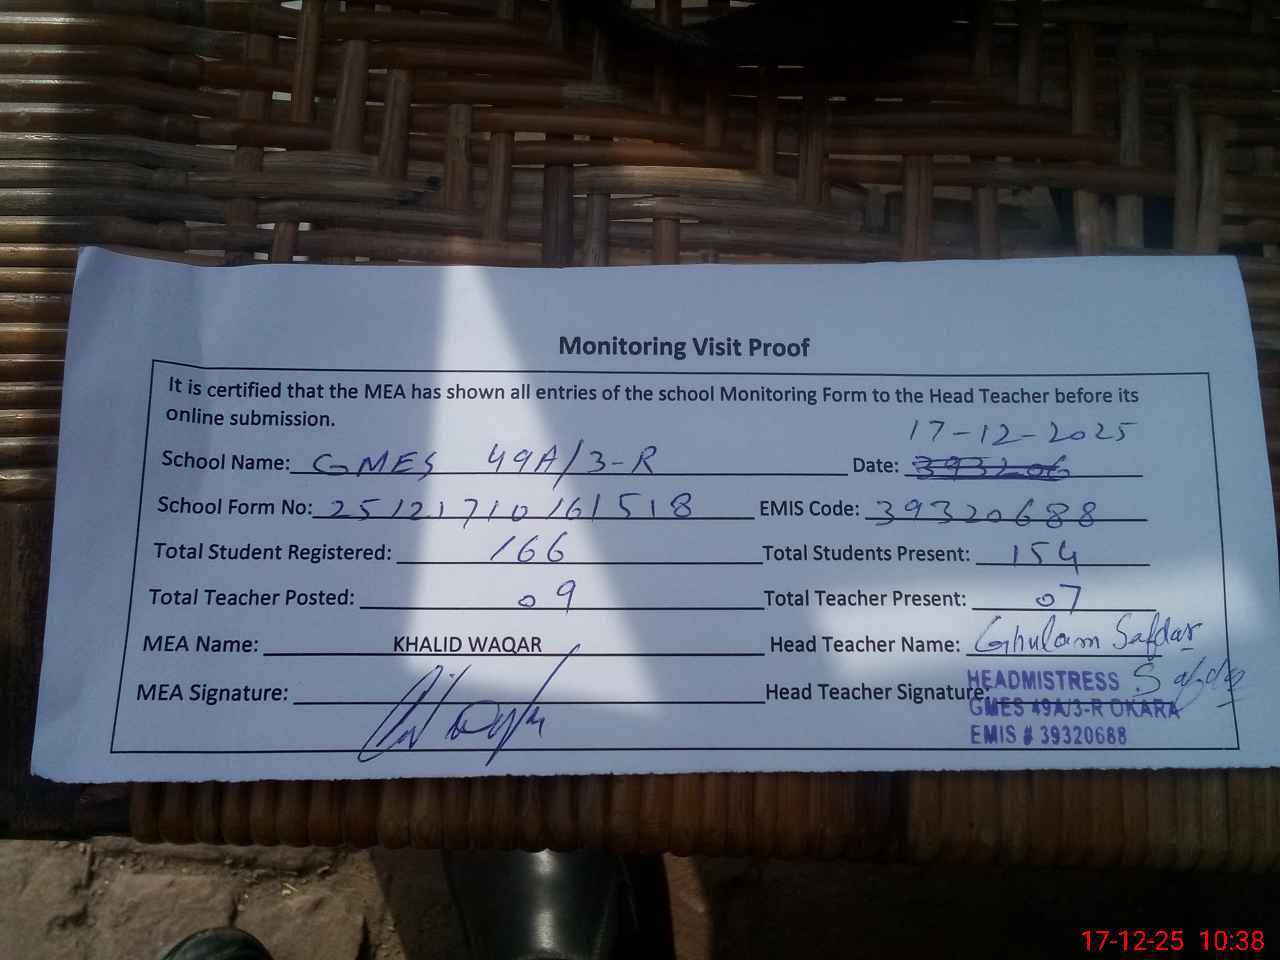 Monitoring Visit Proof
It is certified that the MEA has shown all entries of the school Monitoring Form to the Head Teacher before its
online submission.
17-12-2025
School Name: GMES 49A/3-R Date:
School Form No: 25121710161518 EMIS Code: 39320688
Total Student Registered: 166 Total Students Present: 154
Total Teacher Posted: 09 Total Teacher Present: 07
MEA Name: KHALID WAQAR Head Teacher Name: Ghulam Safdar
MEA Signature: Head Teacher Signature: Safdar
HEADMISTRESS
GMES 49A/3-R OKARA
EMIS # 39320688
17-12-25 10:38